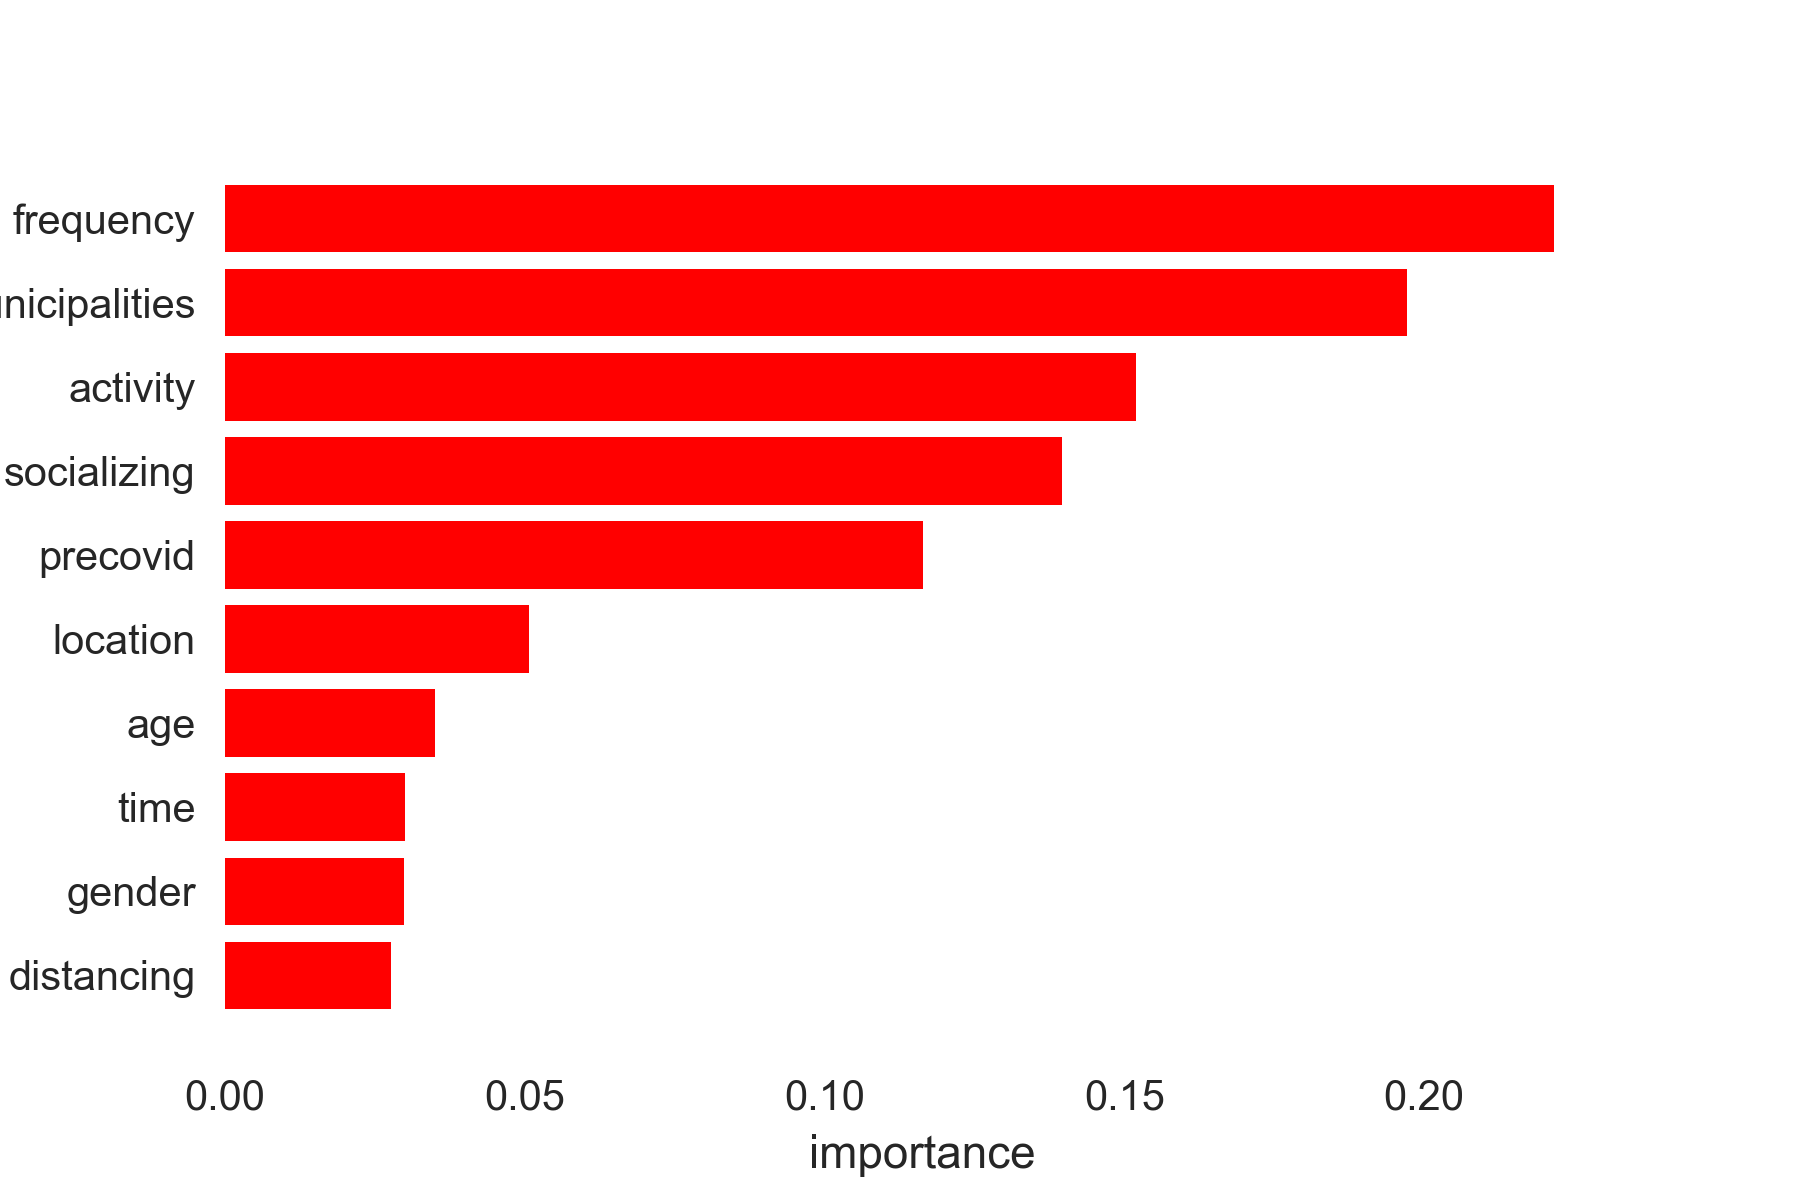 frequency
nicipalities
activity
socializing
precovid
location
age
time
gender
distancing
0.00 0.05 0.10 0.15 0.20
importance